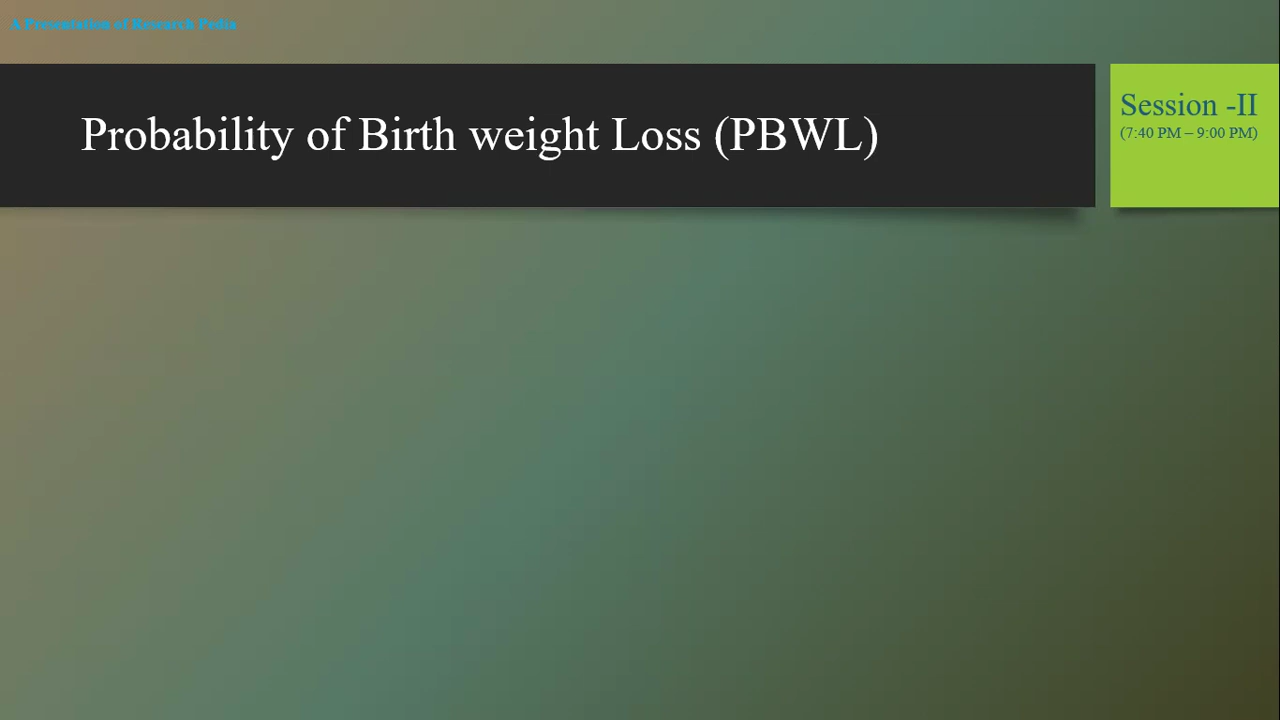 A Presentation of Research Pedia
Probability of Birth weight Loss (PBWL)
Session -II
(7:40 PM – 9:00 PM)